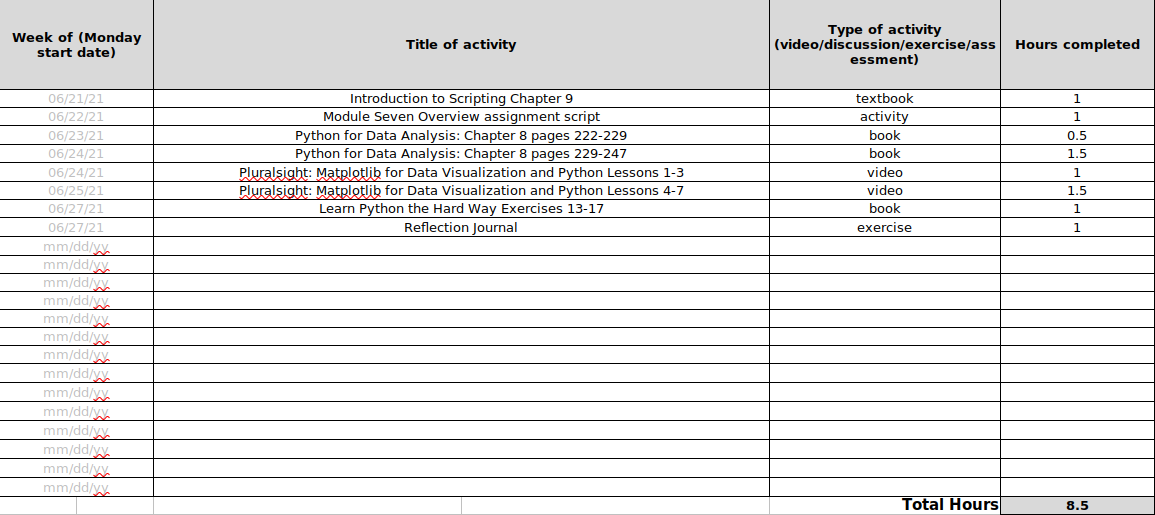 Week of (Monday start date) Title of activity Type of activity (video/discussion/exercise/assessment) Hours completed
06/21/21 Introduction to Scripting Chapter 9 textbook 1
06/22/21 Module Seven Overview assignment script activity 1
06/23/21 Python for Data Analysis: Chapter 8 pages 222-229 book 0.5
06/24/21 Python for Data Analysis: Chapter 8 pages 229-247 book 1.5
06/24/21 Pluralsight: Matplotlib for Data Visualization and Python Lessons 1-3 video 1
06/25/21 Pluralsight: Matplotlib for Data Visualization and Python Lessons 4-7 video 1.5
06/27/21 Learn Python the Hard Way Exercises 13-17 book 1
06/27/21 Reflection Journal exercise 1
mm/dd/yy
mm/dd/yy
mm/dd/yy
mm/dd/yy
mm/dd/yy
mm/dd/yy
mm/dd/yy
mm/dd/yy
mm/dd/yy
mm/dd/yy
mm/dd/yy
mm/dd/yy
mm/dd/yy
mm/dd/yy
Total Hours 8.5